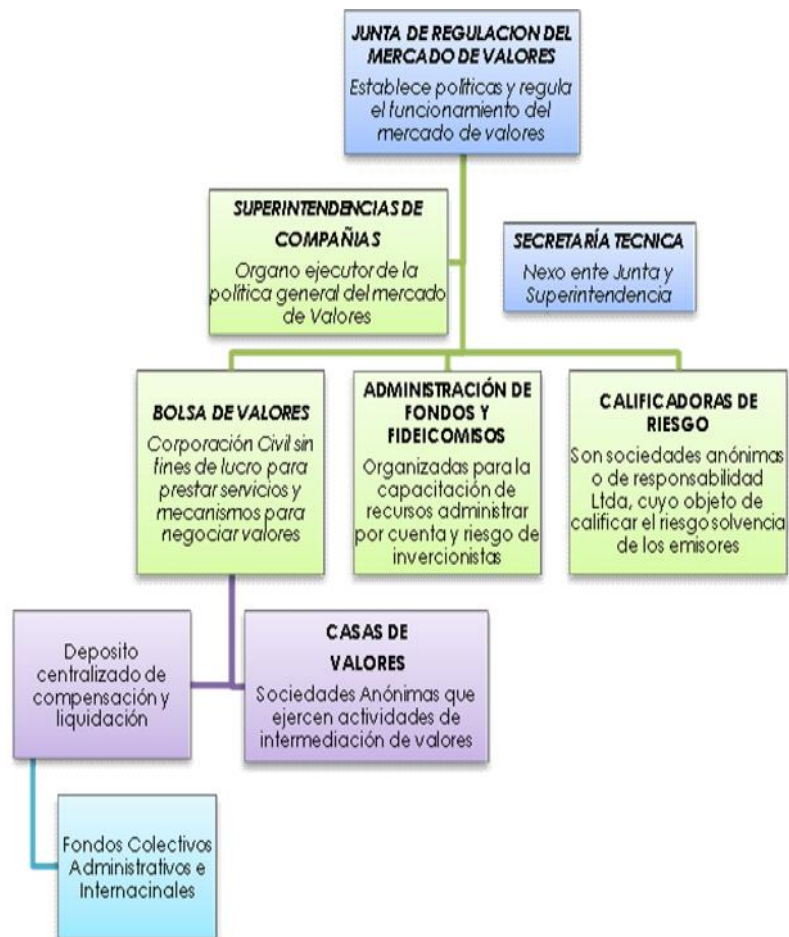 JUNTA DE REGULACION DEL
MERCADO DE VALORES
Establece políticas y regula
el funcionamiento del
mercado de valores
SUPERINTENDENCIAS DE
COMPAÑIAS
Organo ejecutor de la
política general del mercado
de Valores
SECRETARÍA TECNICA
Nexo ente Junta y
Superintendencia
BOLSA DE VALORES
Corporación Civil sin
fines de lucro para
prestar servicios y
mecanismos para
negociar valores
ADMINISTRACIÓN DE
FONDOS Y
FIDEICOMISOS
Organizadas para la
capacitación de
recursos administrar
por cuenta y riesgo de
invercionistas
CALIFICADORAS DE
RIESGO
Son sociedades anónimas
o de responsabilidad
Ltda, cuyo objeto de
calificar el riesgo solvencia
de los emisores
Deposito
centralizado de
compensación y
liquidación
CASAS DE
VALORES
Sociedades Anónimas que
ejercen actividades de
intermediación de valores
Fondos Colectivos
Administrativos e
Internacinales